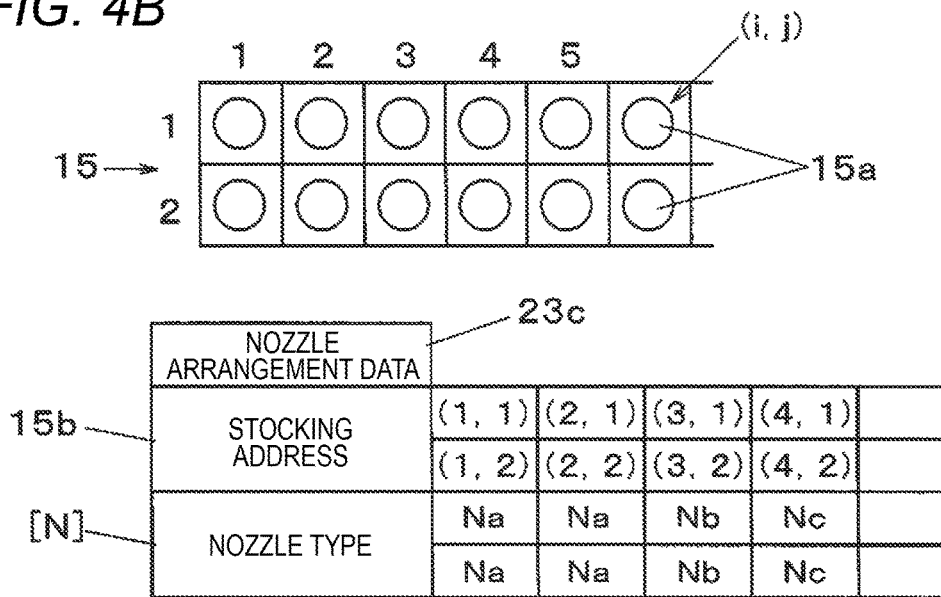 FIG. 4B
(i, j)
1 2 3 4 5
1
15
15a
2
23c
NOZZLE
ARRANGEMENT DATA
15b
STOCKING
ADDRESS
(1, 1) (2, 1) (3, 1) (4, 1)
(1, 2) (2, 2) (3, 2) (4, 2)
[N]
NOZZLE TYPE
Na Na Nb Nc
Na Na Nb Nc